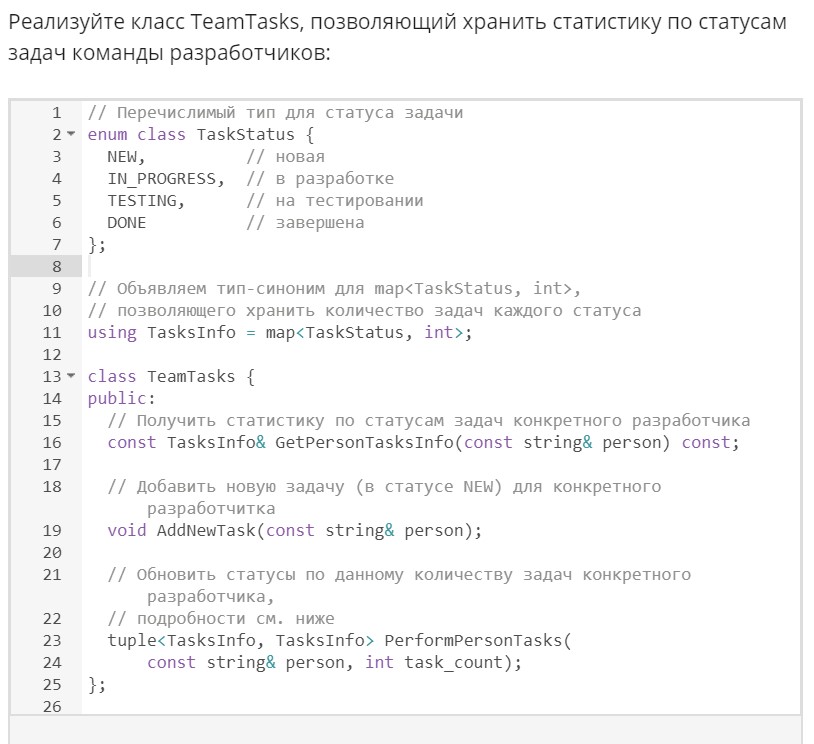 Реализуйте класс TeamTasks, позволяющий хранить статистику по статусам
задач команды разработчиков:
1 // Перечислимый тип для статуса задачи
2 enum class TaskStatus {
3 NEW, // новая
4 IN_PROGRESS, // в разработке
5 TESTING, // на тестировании
6 DONE // завершена
7 };
8
9 // Объявляем тип-синоним для map<TaskStatus, int>,
10 // позволяющего хранить количество задач каждого статуса
11 using TasksInfo = map<TaskStatus, int>;
12
13 class TeamTasks {
14 public:
15 // Получить статистику по статусам задач конкретного разработчика
16 const TasksInfo& GetPersonTasksInfo(const string& person) const;
17
18 // Добавить новую задачу (в статусе NEW) для конкретного
разработчитка
19 void AddNewTask(const string& person);
20
21 // Обновить статусы по данному количеству задач конкретного
разработчика,
22 // подробности см. ниже
23 tuple<TasksInfo, TasksInfo> PerformPersonTasks(
24 const string& person, int task_count);
25 };
26